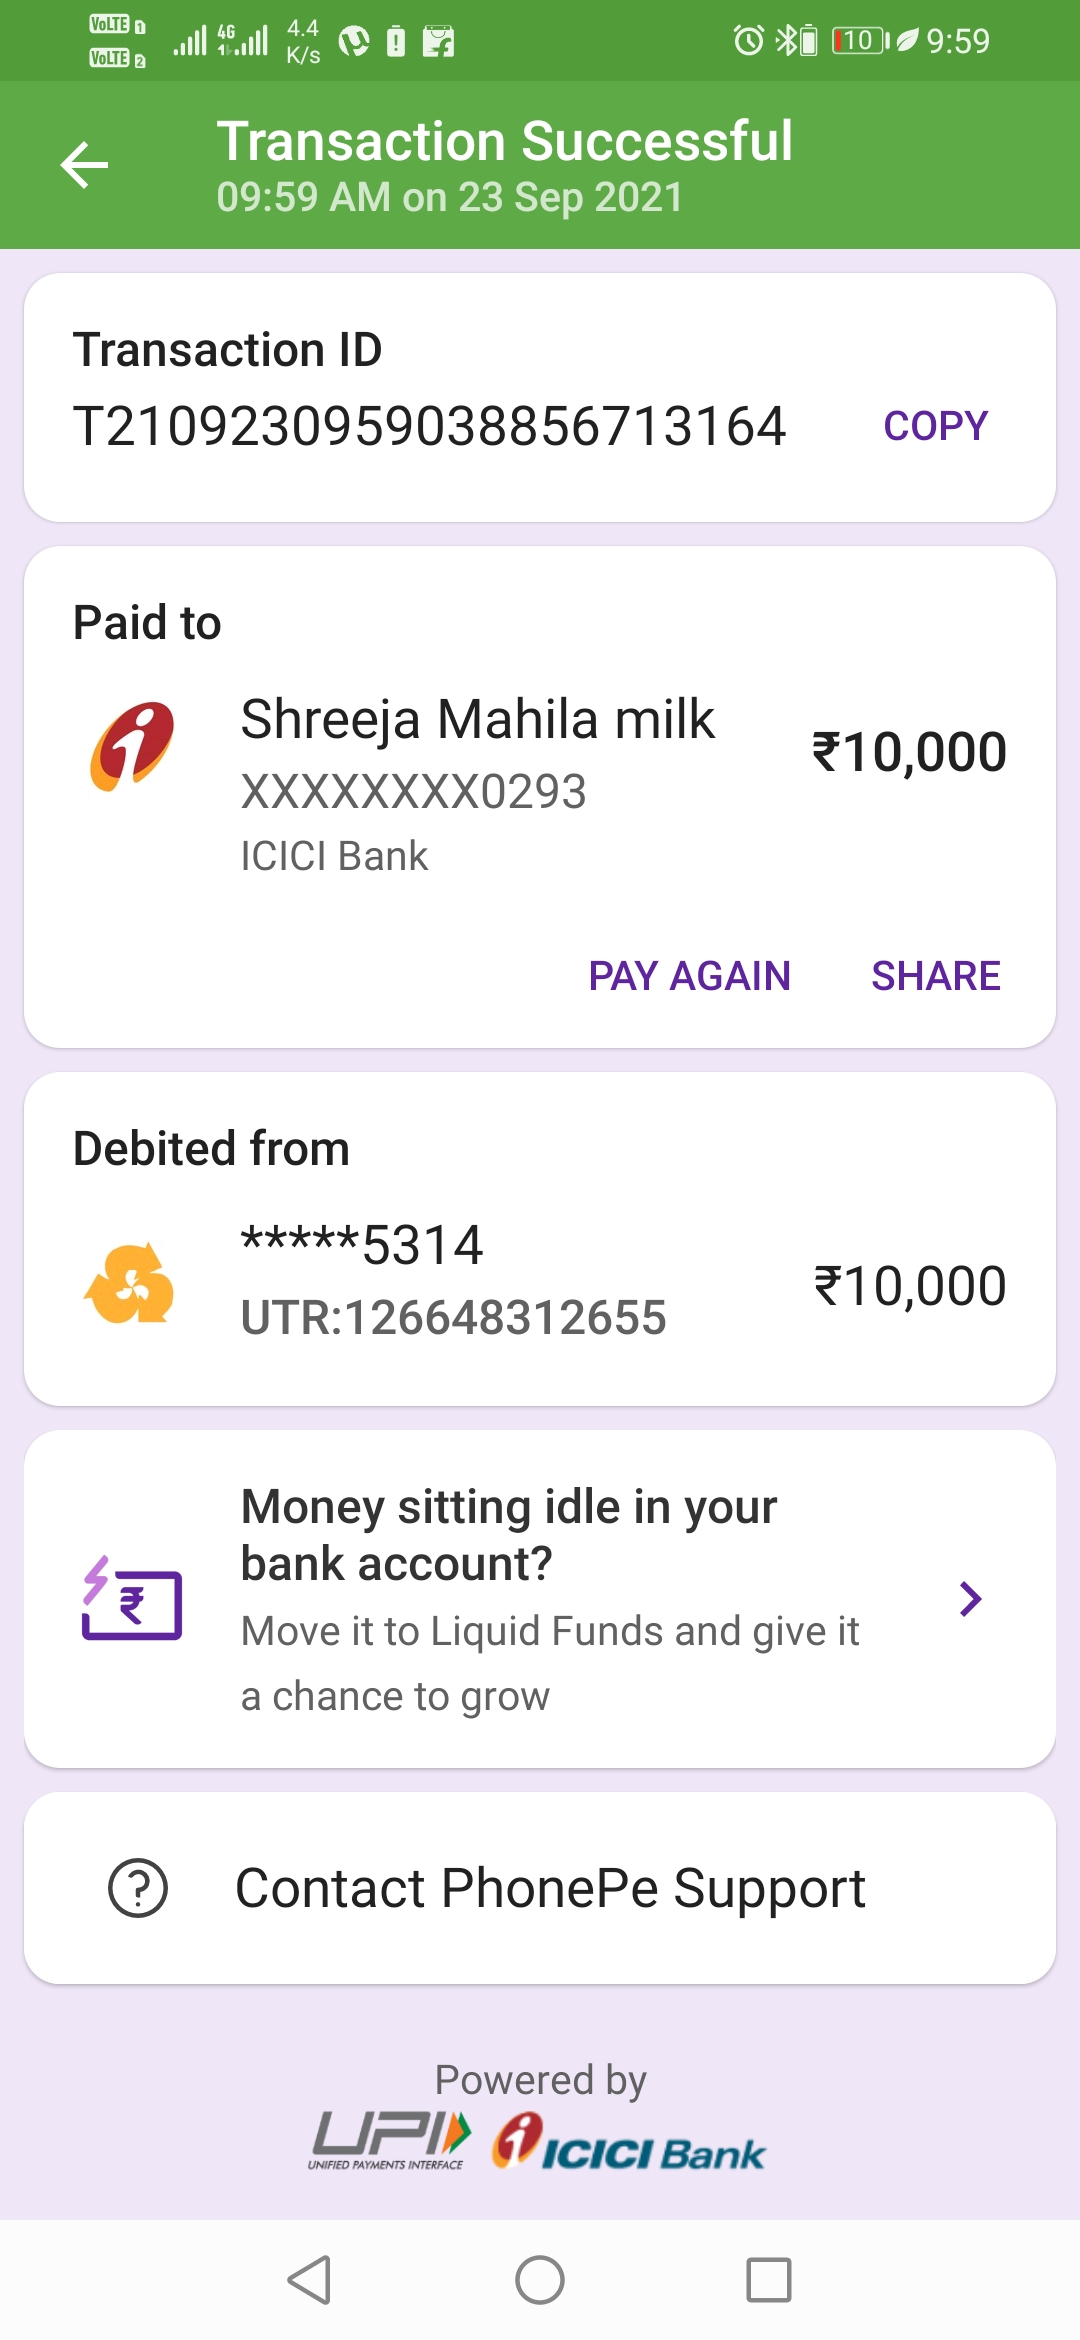 VoLTE 1
VoLTE 2
4G
4.4
K/s
10
9:59
Transaction Successful
09:59 AM on 23 Sep 2021
Transaction ID
T2109230959038856713164
COPY
Paid to
Shreeja Mahila milk
XXXXXXXX0293
ICICI Bank
₹10,000
PAY AGAIN
SHARE
Debited from
*****5314
UTR:126648312655
₹10,000
Money sitting idle in your
bank account?
Move it to Liquid Funds and give it
a chance to grow
Contact PhonePe Support
Powered by
UPI
UNIFIED PAYMENTS INTERFACE
ICICI Bank